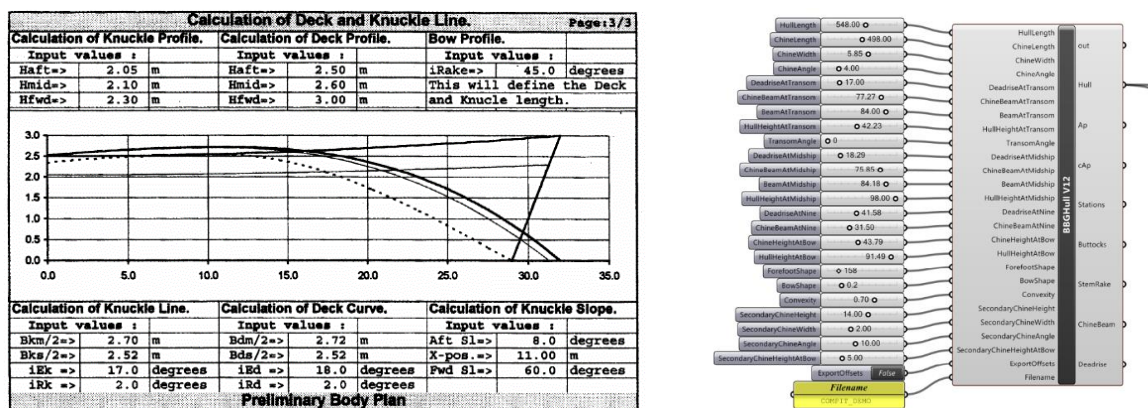 Calculation of Deck and Knuckle Line. Page:3/3
Calculation of Knuckle Profile. Calculation of Deck Profile. Bow Profile.
Input values : Input values : Input values :
Haft=> 2.05 m Haft=> 2.50 m iRake=> 45.0 degrees
Hmid=> 2.10 m Hmid=> 2.60 m This will define the Deck
Hfwd=> 2.30 m Hfwd=> 3.00 m and Knucle length.
3.0
2.5
2.0
1.5
1.0
0.5
0.0
0.0 5.0 10.0 15.0 20.0 25.0 30.0 35.0
Calculation of Knuckle Line. Calculation of Deck Curve. Calculation of Knuckle Slope.
Input values : Input values : Input values :
Bkm/2=> 2.70 m Bdm/2=> 2.72 m Aft Sl=> 8.0 degrees
Bks/2=> 2.52 m Bds/2=> 2.52 m X-pos.=> 11.00 m
iEk => 17.0 degrees iEd => 18.0 degrees Fwd Sl=> 60.0 degrees
iRk => 2.0 degrees iRd => 2.0 degrees
Preliminary Body Plan
HullLength 548.00
ChineLength 498.00
ChineWidth 5.85
ChineAngle 4.00
DeadriseAtTransom 17.00
ChineBeamAtTransom 77.27
BeamAtTransom 84.00
HullHeightAtTransom 42.23
TransomAngle 0
DeadriseAtMidship 18.29
ChineBeamAtMidship 75.85
BeamAtMidship 84.18
HullHeightAtMidship 98.00
DeadriseAtNine 41.58
ChineBeamAtNine 31.50
ChineHeightAtBow 43.79
HullHeightAtBow 91.49
ForefootShape 158
BowShape 0.2
Convexity 0.70
SecondaryChineHeight 14.00
SecondaryChineWidth 2.00
SecondaryChineAngle 10.00
SecondaryChineHeightAtBow 5.00
ExportOffsets False
Filename
COMPIT_DEMO
HullLength
ChineLength
ChineWidth
ChineAngle
DeadriseAtTransom
ChineBeamAtTransom
BeamAtTransom
HullHeightAtTransom
TransomAngle
DeadriseAtMidship
ChineBeamAtMidship
BeamAtMidship
HullHeightAtMidship
DeadriseAtNine
ChineBeamAtNine
ChineHeightAtBow
HullHeightAtBow
ForefootShape
BowShape
Convexity
SecondaryChineHeight
SecondaryChineWidth
SecondaryChineAngle
SecondaryChineHeightAtBow
ExportOffsets
Filename
BBGHull V12
out
Hull
Ap
cAp
Stations
Buttocks
StemRake
ChineBeam
Deadrise